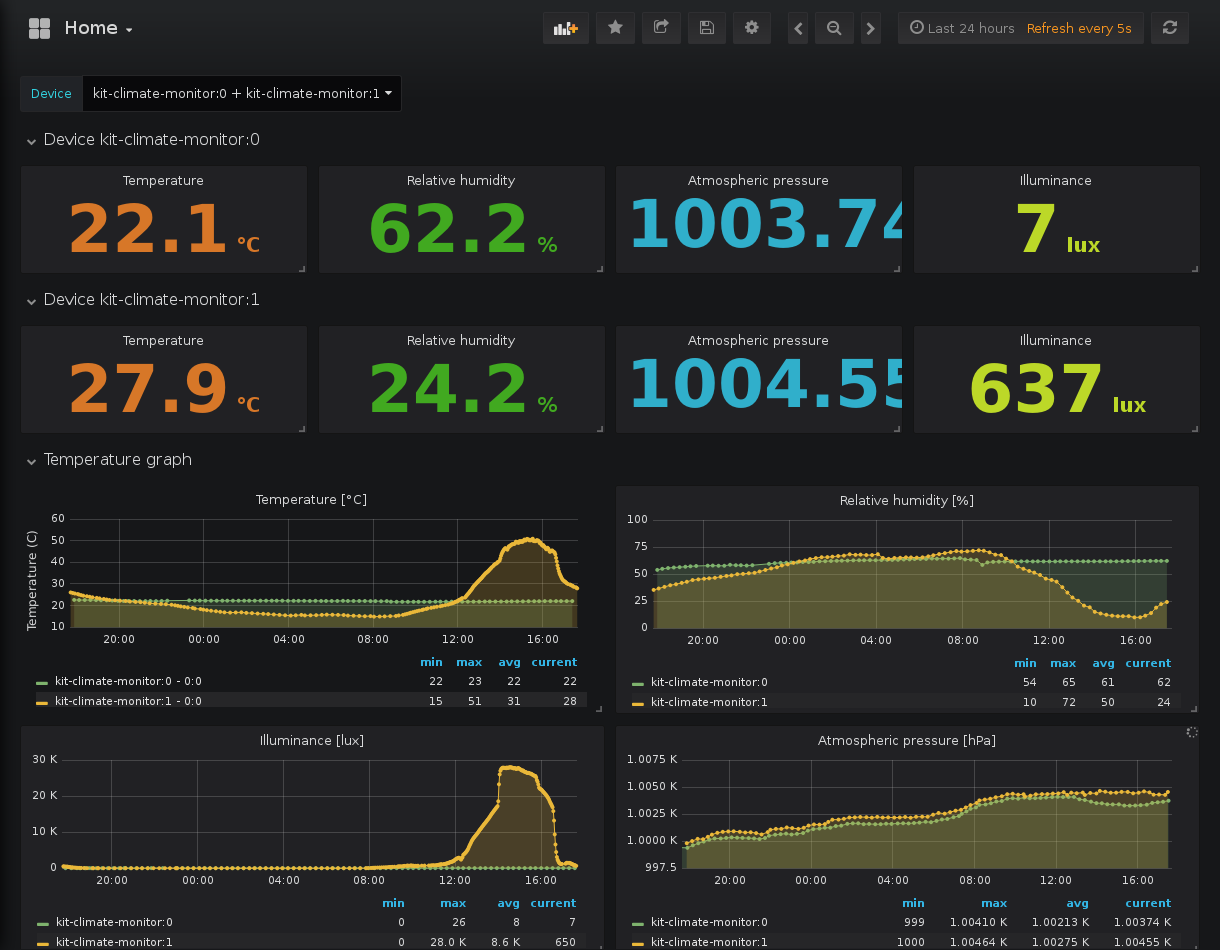 Home
Last 24 hours Refresh every 5s
Device kit-climate-monitor:0 + kit-climate-monitor:1
Device kit-climate-monitor:0
Temperature Relative humidity Atmospheric pressure Illuminance
22.1 °C 62.2 % 1003.74 7 lux
Device kit-climate-monitor:1
Temperature Relative humidity Atmospheric pressure Illuminance
27.9 °C 24.2 % 1004.55 637 lux
Temperature graph
Temperature [°C]
Temperature (C)
60
50
40
30
20
10
20:00 00:00 04:00 08:00 12:00 16:00
min max avg current
kit-climate-monitor:0 - 0:0 22 23 22 22
kit-climate-monitor:1 - 0:0 15 51 31 28
Relative humidity [%]
100
75
50
25
0
20:00 00:00 04:00 08:00 12:00 16:00
min max avg current
kit-climate-monitor:0 54 65 61 62
kit-climate-monitor:1 10 72 50 24
Illuminance [lux]
30 K
20 K
10 K
0
20:00 00:00 04:00 08:00 12:00 16:00
min max avg current
kit-climate-monitor:0 0 26 8 7
kit-climate-monitor:1 0 28.0 K 8.6 K 650
Atmospheric pressure [hPa]
1.0075 K
1.0050 K
1.0025 K
1.0000 K
997.5
20:00 00:00 04:00 08:00 12:00 16:00
min max avg current
kit-climate-monitor:0 999 1.00410 K 1.00213 K 1.00374 K
kit-climate-monitor:1 1000 1.00464 K 1.00275 K 1.00455 K